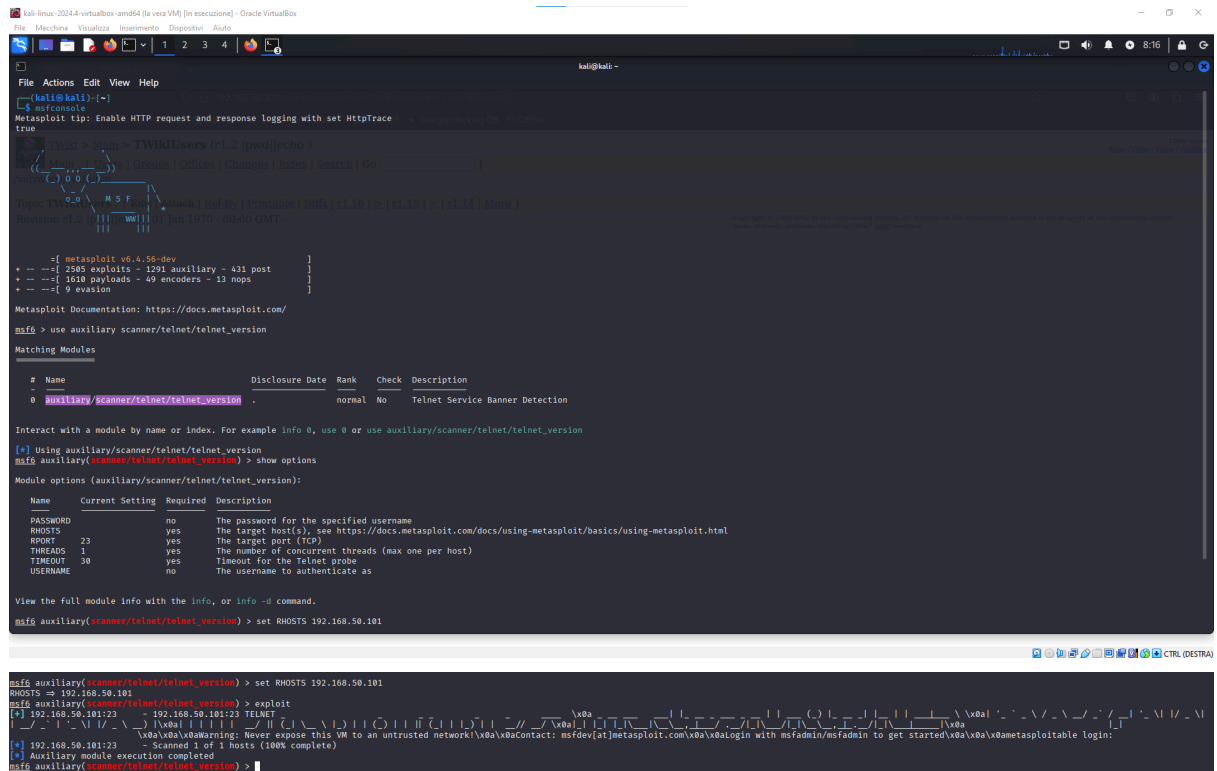 kali-linux-2024.4-virtualbox-amd64 (la vera VM) [In esecuzione] - Oracle VirtualBox
File Macchina Visualizza Inserimento Dispositivi Aiuto
1 2 3 4 8:16
kali@kali: ~
File Actions Edit View Help
(kali㉿kali)-[~]
$ msfconsole
Metasploit tip: Enable HTTP request and response logging with set HttpTrace
true
TWiki > Main > TWikiUsers (r1.2 |pwd||echo )
M S F
WW
=[ metasploit v6.4.56-dev ]
+ -- --=[ 2505 exploits - 1291 auxiliary - 431 post ]
+ -- --=[ 1610 payloads - 49 encoders - 13 nops ]
+ -- --=[ 9 evasion ]
Metasploit Documentation: https://docs.metasploit.com/
msf6 > use auxiliary scanner/telnet/telnet_version
Matching Modules
# Name Disclosure Date Rank Check Description
0 auxiliary/scanner/telnet/telnet_version . normal No Telnet Service Banner Detection
Interact with a module by name or index. For example info 0, use 0 or use auxiliary/scanner/telnet/telnet_version
[*] Using auxiliary/scanner/telnet/telnet_version
msf6 auxiliary(scanner/telnet/telnet_version) > show options
Module options (auxiliary/scanner/telnet/telnet_version):
Name Current Setting Required Description
PASSWORD no The password for the specified username
RHOSTS yes The target host(s), see https://docs.metasploit.com/docs/using-metasploit/basics/using-metasploit.html
RPORT 23 yes The target port (TCP)
THREADS 1 yes The number of concurrent threads (max one per host)
TIMEOUT 30 yes Timeout for the Telnet probe
USERNAME no The username to authenticate as
View the full module info with the info, or info -d command.
msf6 auxiliary(scanner/telnet/telnet_version) > set RHOSTS 192.168.50.101
CTRL (DESTRA)
msf6 auxiliary(scanner/telnet/telnet_version) > set RHOSTS 192.168.50.101
RHOSTS ⇒ 192.168.50.101
msf6 auxiliary(scanner/telnet/telnet_version) > exploit
[+] 192.168.50.101:23 - 192.168.50.101:23 TELNET
\x0a\x0a\x0aWarning: Never expose this VM to an untrusted network!\x0a\x0aContact: msfdev[at]metasploit.com\x0a\x0aLogin with msfadmin/msfadmin to get started\x0a\x0a\x0ametasploitable login:
[*] 192.168.50.101:23 - Scanned 1 of 1 hosts (100% complete)
[*] Auxiliary module execution completed
msf6 auxiliary(scanner/telnet/telnet_version) >